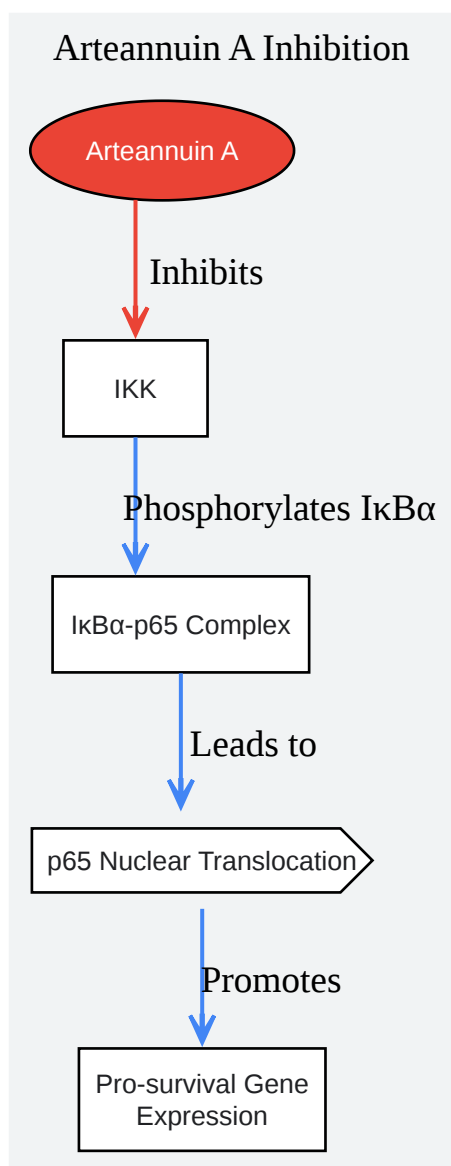 Arteannuin A Inhibition
Arteannuin A
Inhibits
IKK
Phosphorylates IκBα
IκBα-p65 Complex
Leads to
p65 Nuclear Translocation
Promotes
Pro-survival Gene
Expression